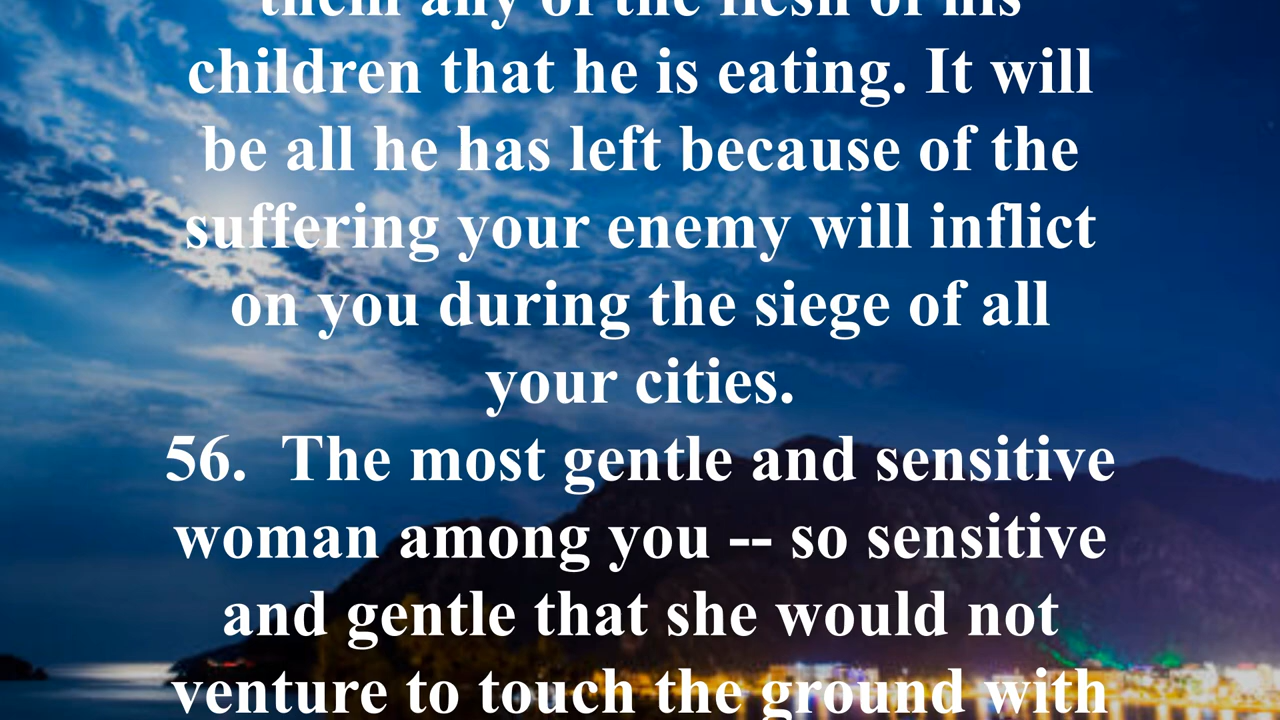 them any of the flesh of his
children that he is eating. It will
be all he has left because of the
suffering your enemy will inflict
on you during the siege of all
your cities.
56. The most gentle and sensitive
woman among you -- so sensitive
and gentle that she would not
venture to touch the ground with